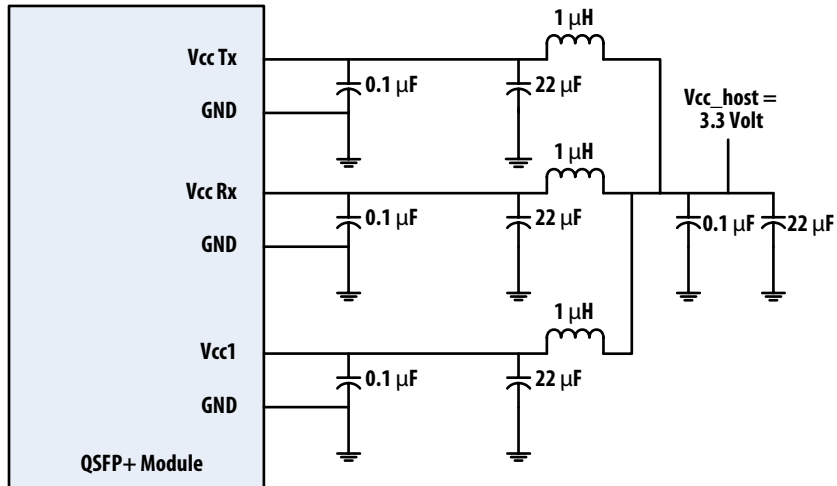 1 µH
Vcc Tx
0.1 µF
22 µF
GND
Vcc_host =
3.3 Volt
1 µH
Vcc Rx
0.1 µF
22 µF
0.1 µF
22 µF
GND
1 µH
Vcc1
0.1 µF
22 µF
GND
QSFP+ Module